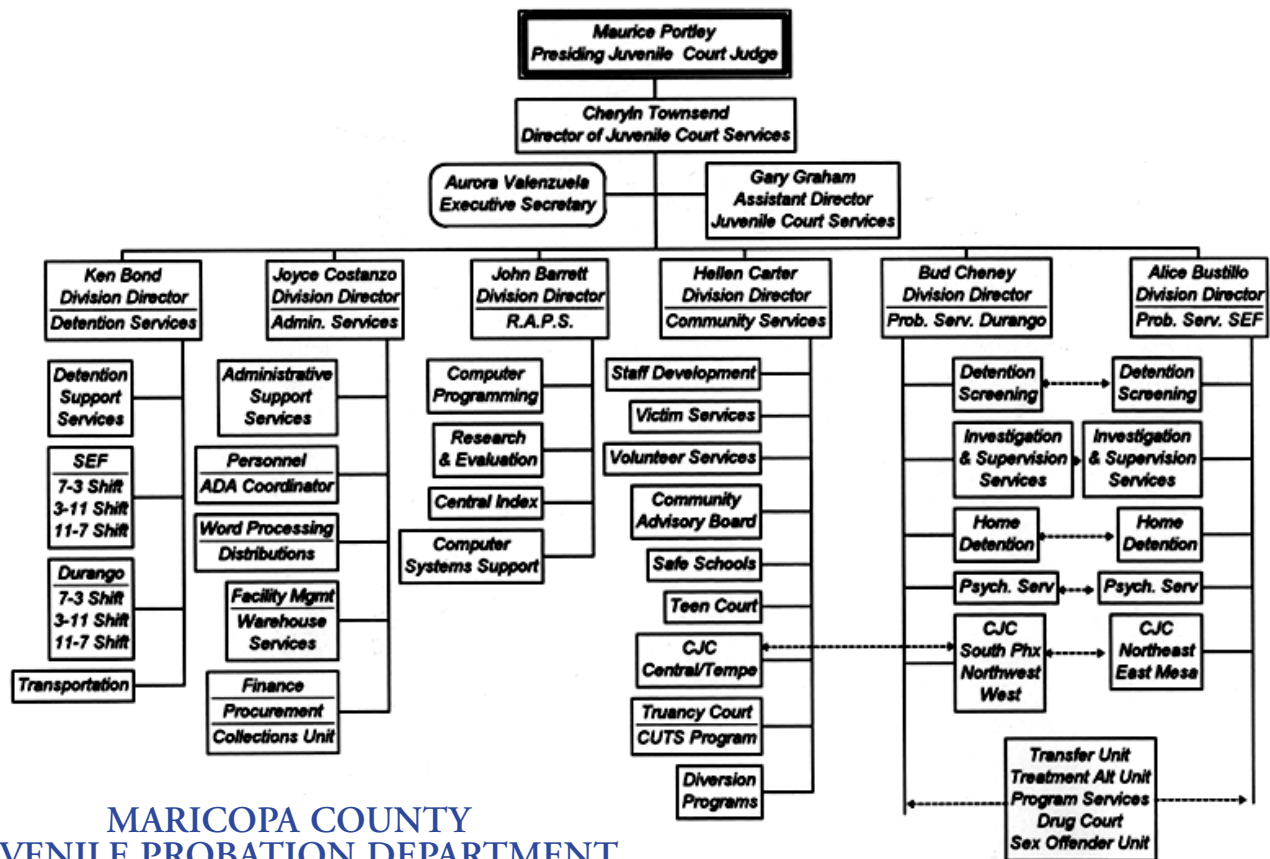 Maurice Portley
Presiding Juvenile Court Judge
Cheryln Townsend
Director of Juvenile Court Services
Aurora Valenzuela
Executive Secretary
Gary Graham
Assistant Director
Juvenile Court Services
Ken Bond
Division Director
Detention Services
Joyce Costanzo
Division Director
Admin. Services
John Barrett
Division Director
R.A.P.S.
Hellen Carter
Division Director
Community Services
Bud Cheney
Division Director
Prob. Serv. Durango
Alice Bustillo
Division Director
Prob. Serv. SEF
Detention
Support
Services
SEF
7-3 Shift
3-11 Shift
11-7 Shift
Durango
7-3 Shift
3-11 Shift
11-7 Shift
Transportation
Administrative
Support
Services
Personnel
ADA Coordinator
Word Processing
Distributions
Facility Mgmt
Warehouse
Services
Finance
Procurement
Collections Unit
Computer
Programming
Research
& Evaluation
Central Index
Computer
Systems Support
Staff Development
Victim Services
Volunteer Services
Community
Advisory Board
Safe Schools
Teen Court
CJC
Central/Tempe
Truancy Court
CUTS Program
Diversion
Programs
Detention
Screening
Investigation
& Supervision
Services
Home
Detention
Psych. Serv
CJC
South Phx
Northwest
West
Detention
Screening
Investigation
& Supervision
Services
Home
Detention
Psych. Serv
CJC
Northeast
East Mesa
Transfer Unit
Treatment Alt Unit
Program Services
Drug Court
Sex Offender Unit
MARICOPA COUNTY
VENILE PROBATION DEPARTMENT